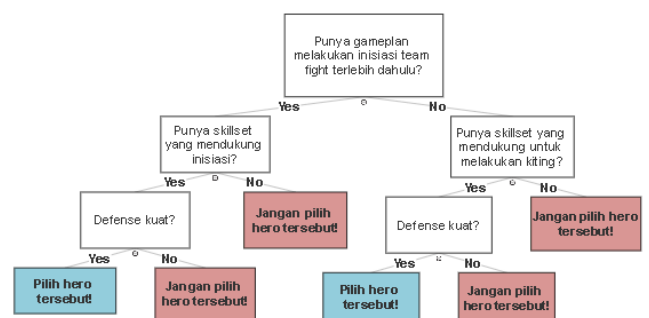 Punya gameplan
melakukan inisiasi team
fight terlebih dahulu?
Yes
No
Punya skillset
yang mendukung
inisiasi?
Punya skillset yang
mendukung untuk
melakukan kiting?
Yes
No
Yes
No
Defense kuat?
Jangan pilih
hero tersebut!
Defense kuat?
Jangan pilih hero
tersebut!
Yes
No
Yes
No
Pilih hero
tersebut!
Jangan pilih
hero tersebut!
Pilih hero
tersebut!
Jangan pilih
hero tersebut!